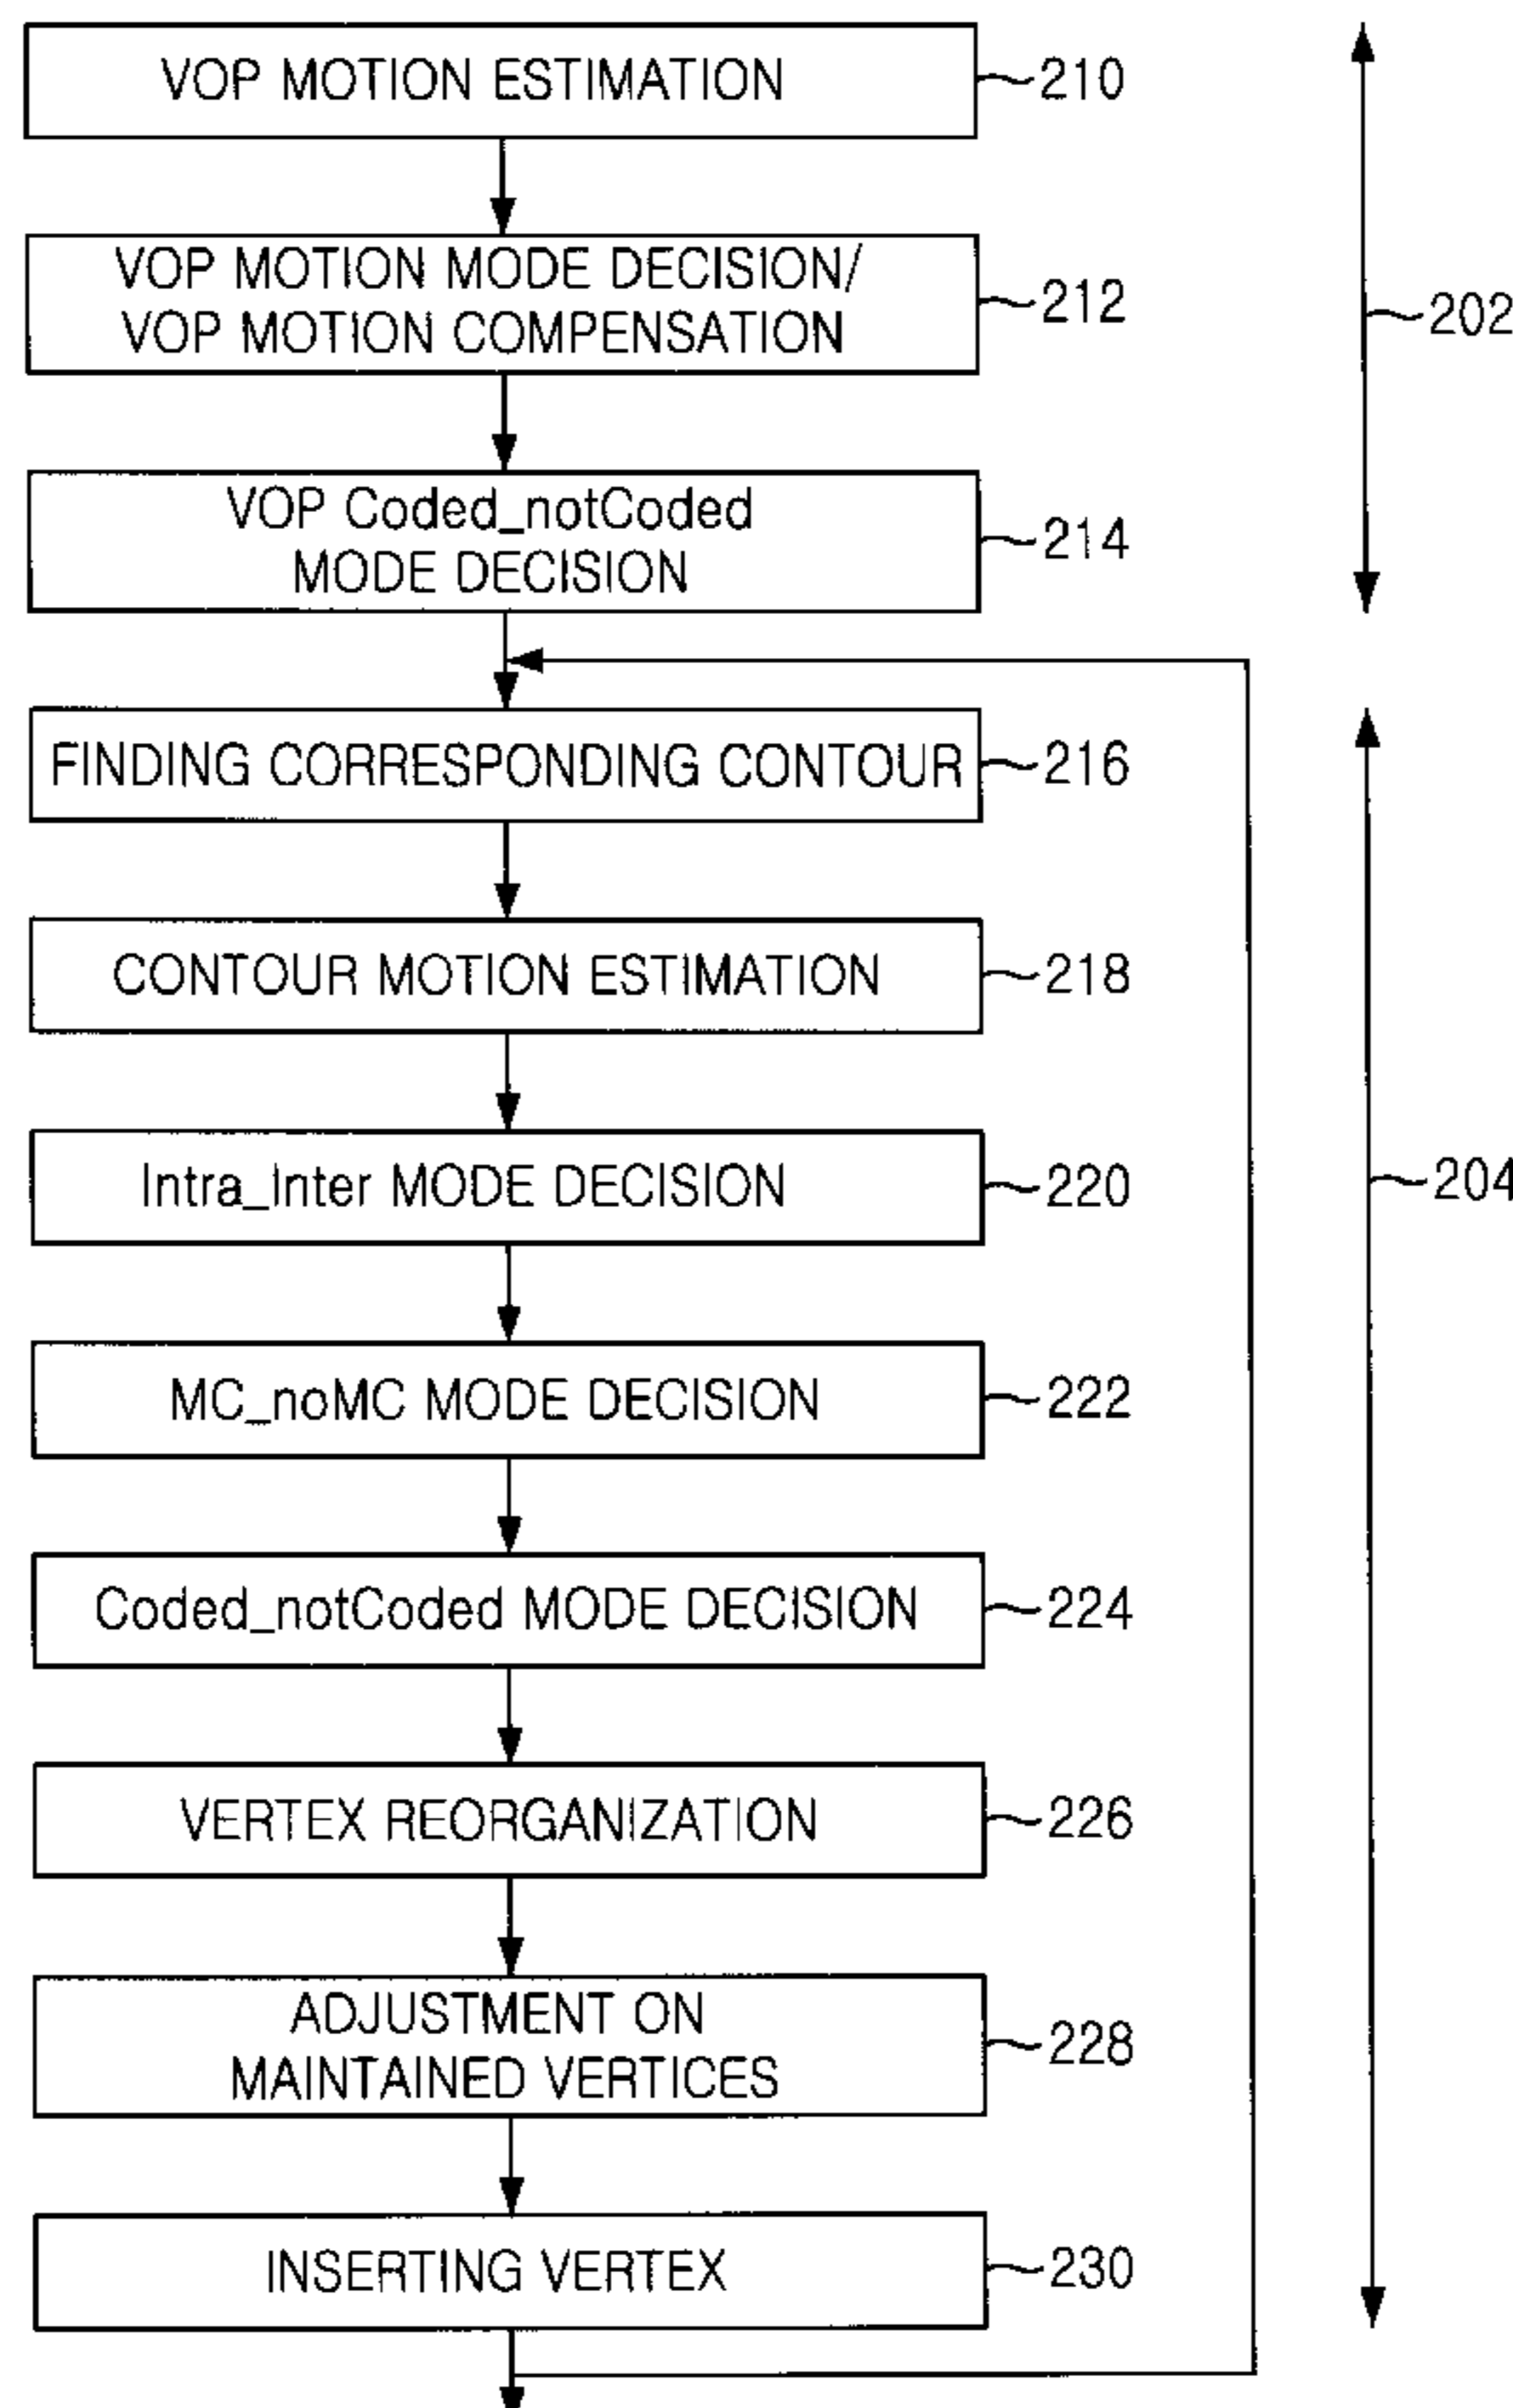 VOP MOTION ESTIMATION
210
VOP MOTION MODE DECISION/
VOP MOTION COMPENSATION
212
202
VOP Coded_notCoded
MODE DECISION
214
FINDING CORRESPONDING CONTOUR
216
CONTOUR MOTION ESTIMATION
218
Intra_Inter MODE DECISION
220
204
MC_noMC MODE DECISION
222
Coded_notCoded MODE DECISION
224
VERTEX REORGANIZATION
226
ADJUSTMENT ON
MAINTAINED VERTICES
228
INSERTING VERTEX
230